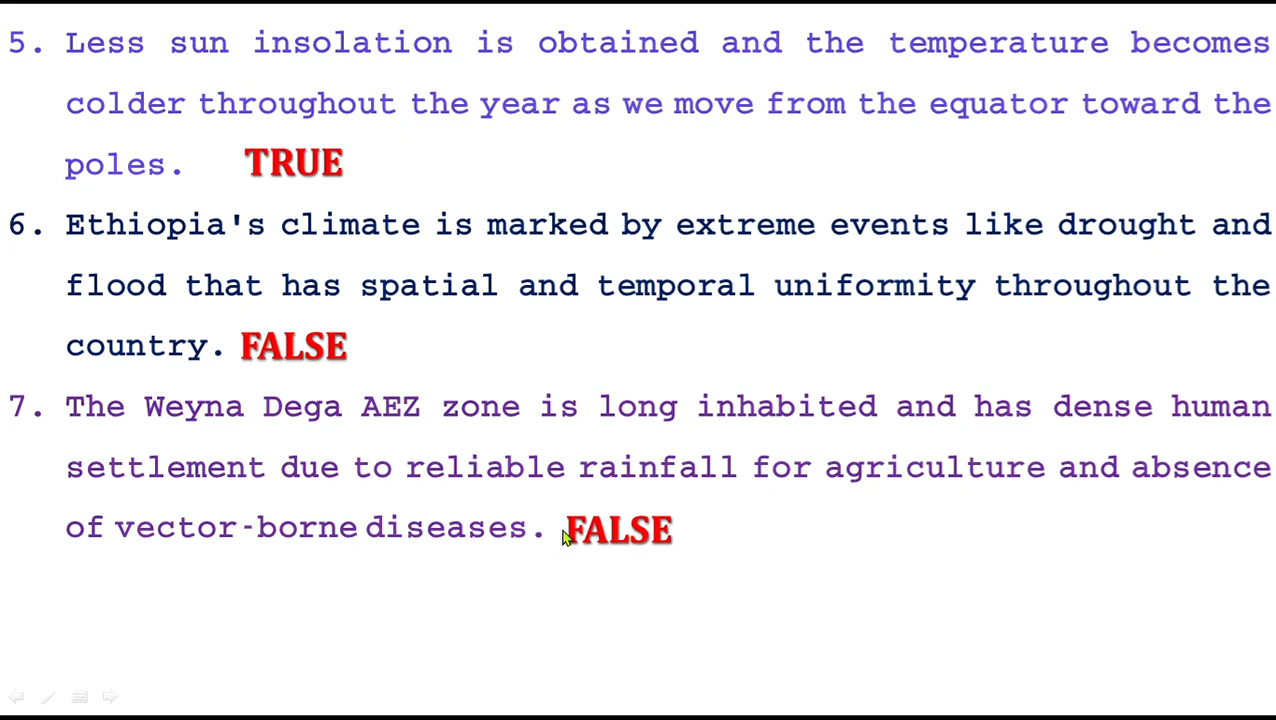 5. Less sun insolation is obtained and the temperature becomes
colder throughout the year as we move from the equator toward the
poles. TRUE
6. Ethiopia's climate is marked by extreme events like drought and
flood that has spatial and temporal uniformity throughout the
country. FALSE
7. The Weyna Dega AEZ zone is long inhabited and has dense human
settlement due to reliable rainfall for agriculture and absence
of vector-borne diseases. FALSE